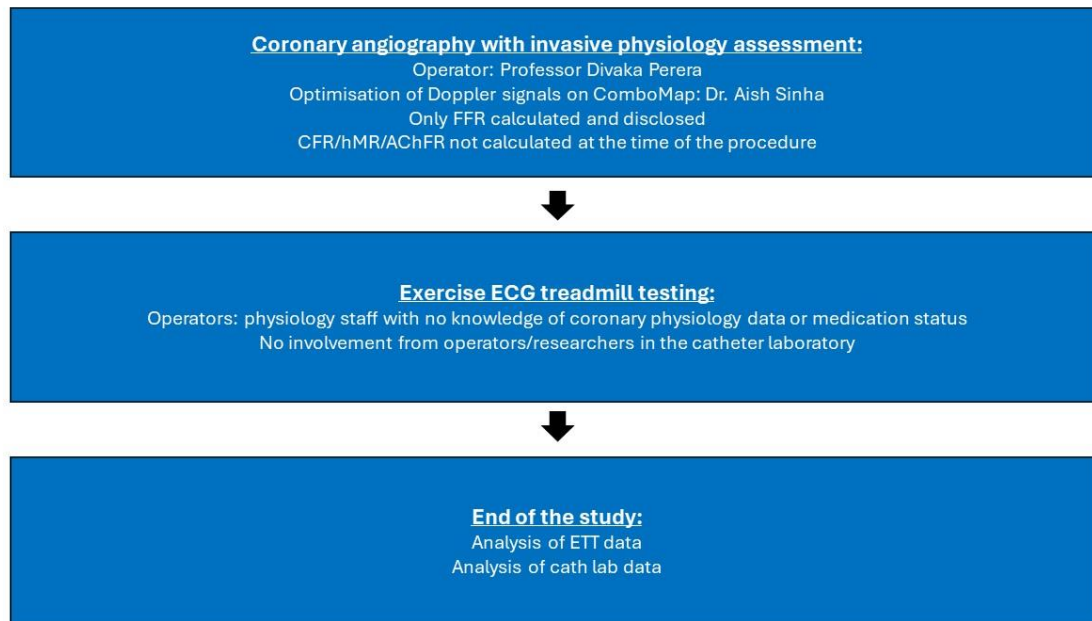 Coronary angiography with invasive physiology assessment:
Operator: Professor Divaka Perera
Optimisation of Doppler signals on ComboMap: Dr. Aish Sinha
Only FFR calculated and disclosed
CFR/hMR/AChFR not calculated at the time of the procedure
Exercise ECG treadmill testing:
Operators: physiology staff with no knowledge of coronary physiology data or medication status
No involvement from operators/researchers in the catheter laboratory
End of the study:
Analysis of ETT data
Analysis of cath lab data